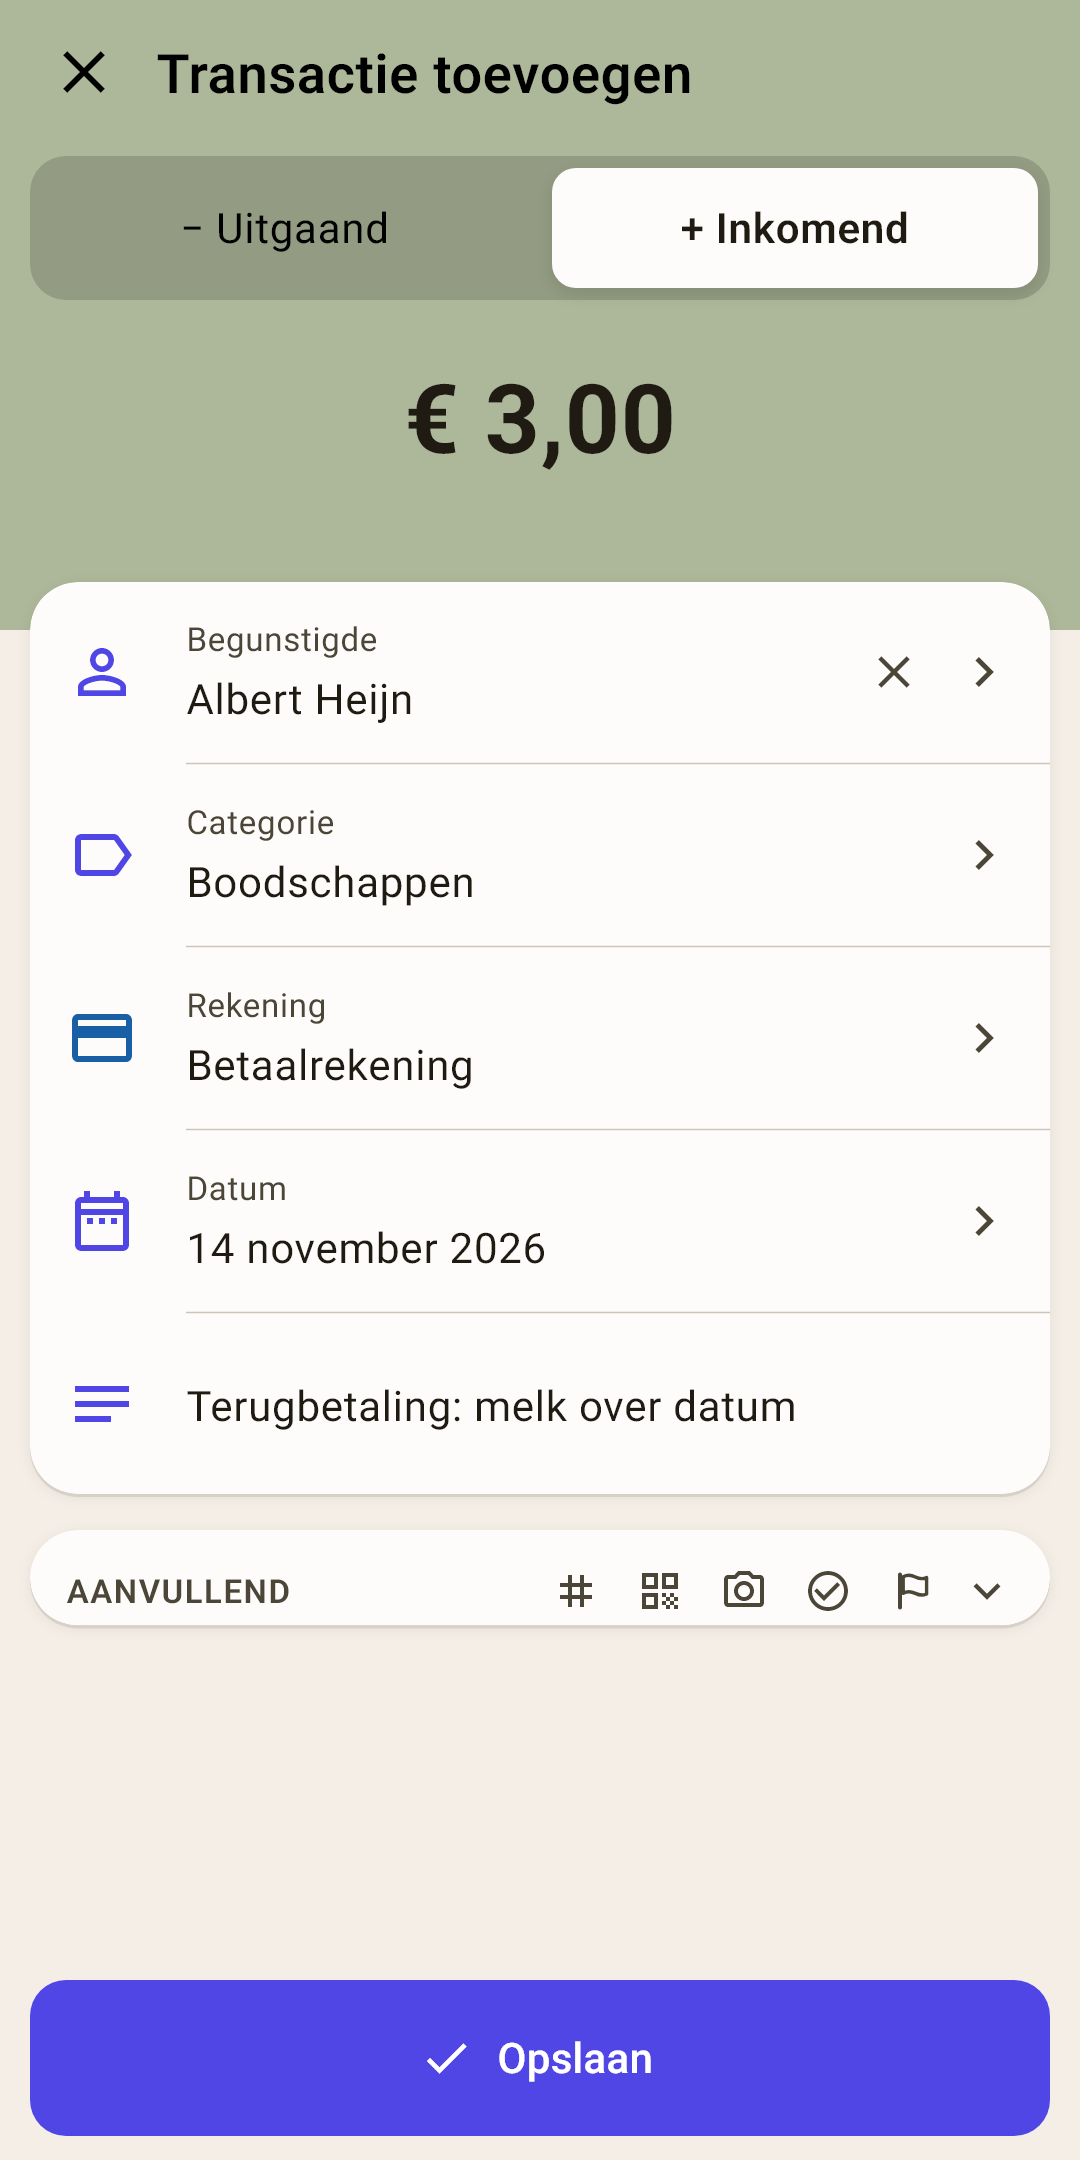 Transactie toevoegen
− Uitgaand
+ Inkomend
€ 3,00
Begunstigde
Albert Heijn
Categorie
Boodschappen
Rekening
Betaalrekening
Datum
14 november 2026
Terugbetaling: melk over datum
AANVULLEND
Opslaan